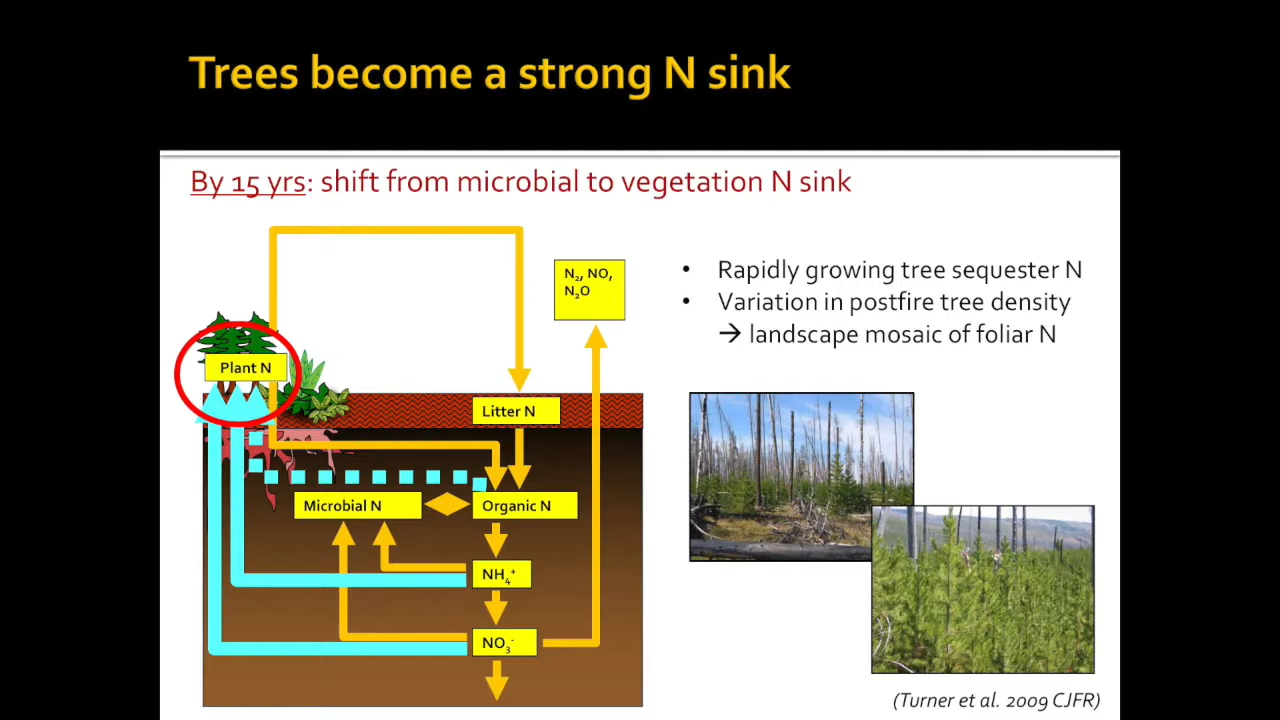 Trees become a strong N sink
By 15 yrs: shift from microbial to vegetation N sink
N₂, NO,
N₂O
• Rapidly growing tree sequester N
• Variation in postfire tree density
→ landscape mosaic of foliar N
Plant N
Litter N
Microbial N
Organic N
NH₄⁺
NO₃⁻
(Turner et al. 2009 CJFR)